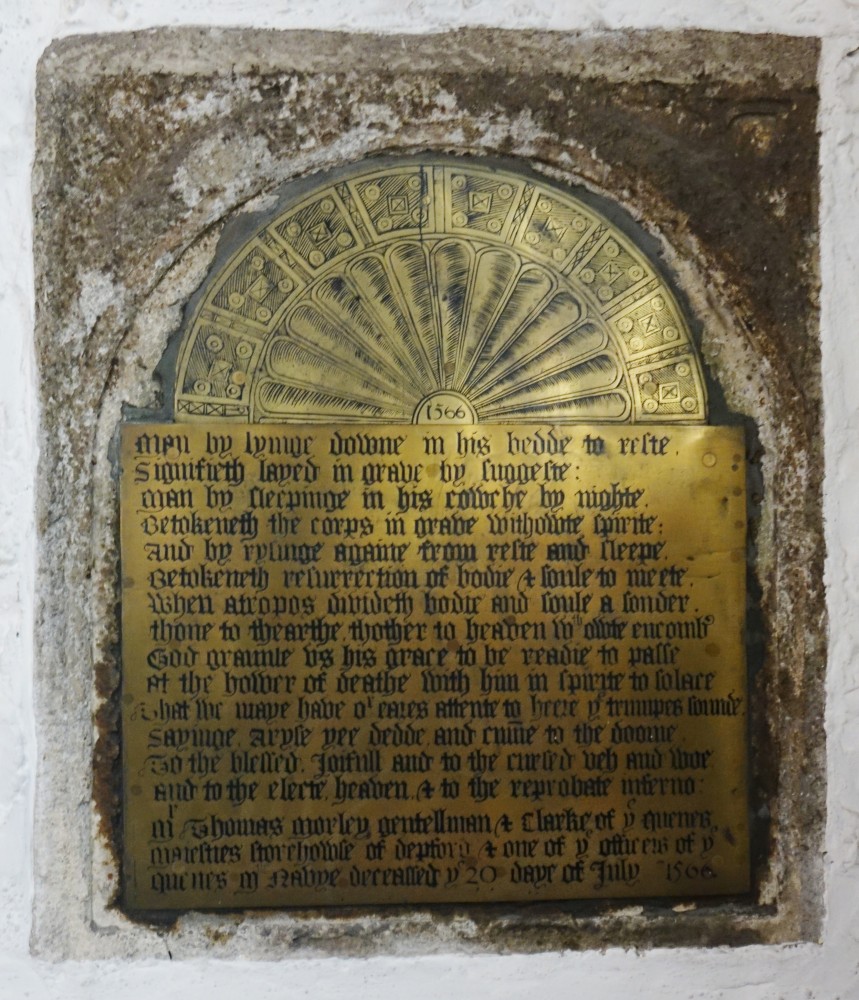 1566
Man by lyinge downe in his bedde to reste.
Signifieth layed in grave by suggeste:
Man by sleepinge in his cowche by nighte.
Betokeneth the corps in grave withowte spirite:
And by rysinge againe from reste and sleepe.
Betokeneth resurrection of bodie & soule to meete.
When atropos divideth bodie and soule a sonder.
thone to thearthe, thother to heaven wth owte encombr
God graunte vs his grace to be readie to passe
At the hower of deathe with him in spirite to solace
That we maye have or eares attente to heere ye trumpes sounde.
Sayinge, Aryse yee dedde, and cūme to the doome.
To the blessed, Joifull and to the cursed veh and woe
and to the electe, heaven, & to the reprobate inferno:
Mr Thomas Morley gentellman & Clarke of ye quenes
maiesties storehowse of deptford & one of ye officers of ye
quenes m Navye deceassed ye 20 daye of July 1566